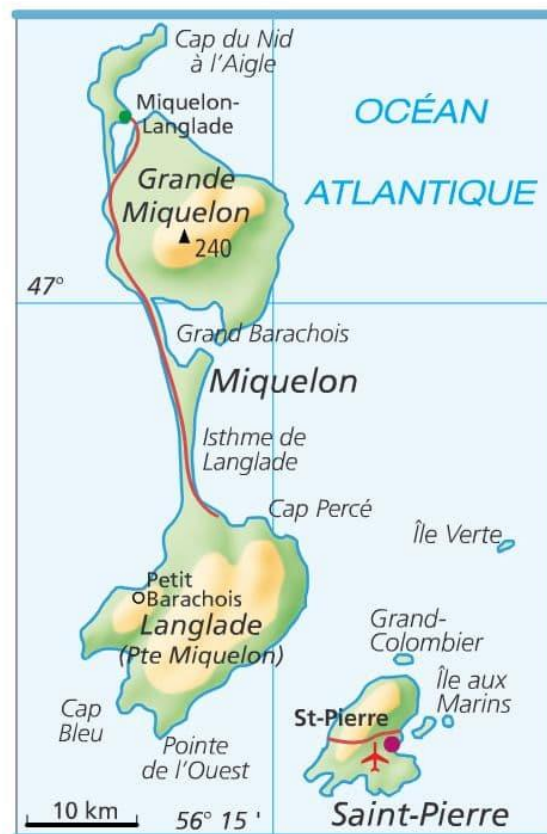 Cap du Nid
à l'Aigle
Miquelon-
Langlade
OCÉAN
ATLANTIQUE
Grande
Miquelon
240
47°
Grand Barachois
Miquelon
Isthme de
Langlade
Cap Percé
Île Verte
Petit
Barachois
Langlade
(Pte Miquelon)
Grand-
Colombier
Île aux
Marins
Cap
Bleu
St-Pierre
Pointe
de l'Ouest
10 km
56° 15 '
Saint-Pierre